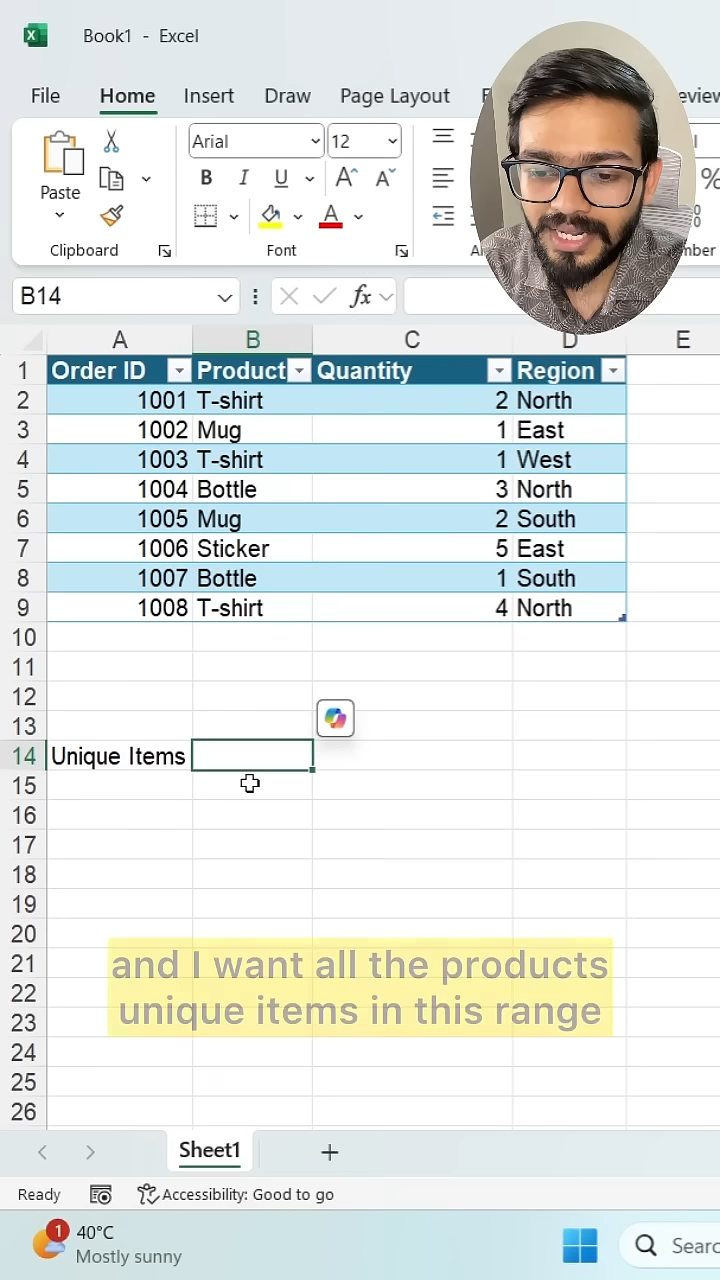 Book1 - Excel
File Home Insert Draw Page Layout
Paste
Arial 12
B I U A A
A
Clipboard Font
%
B14 fx
A B C D E
1 Order ID Product Quantity Region
2 1001 T-shirt 2 North
3 1002 Mug 1 East
4 1003 T-shirt 1 West
5 1004 Bottle 3 North
6 1005 Mug 2 South
7 1006 Sticker 5 East
8 1007 Bottle 1 South
9 1008 T-shirt 4 North
10
11
12
13
14 Unique Items
15
16
17
18
19
20
21
22
23
24
25
26
and I want all the products
unique items in this range
Sheet1 +
Ready Accessibility: Good to go
1 40°C
Mostly sunny